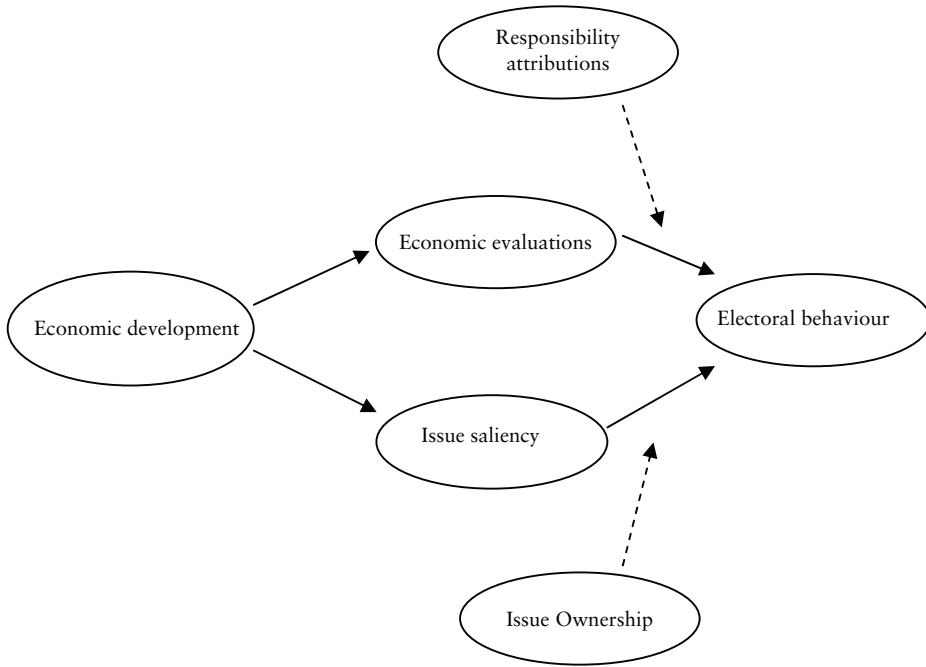 Responsibility
attributions
Economic evaluations
Economic development
Electoral behaviour
Issue saliency
Issue Ownership